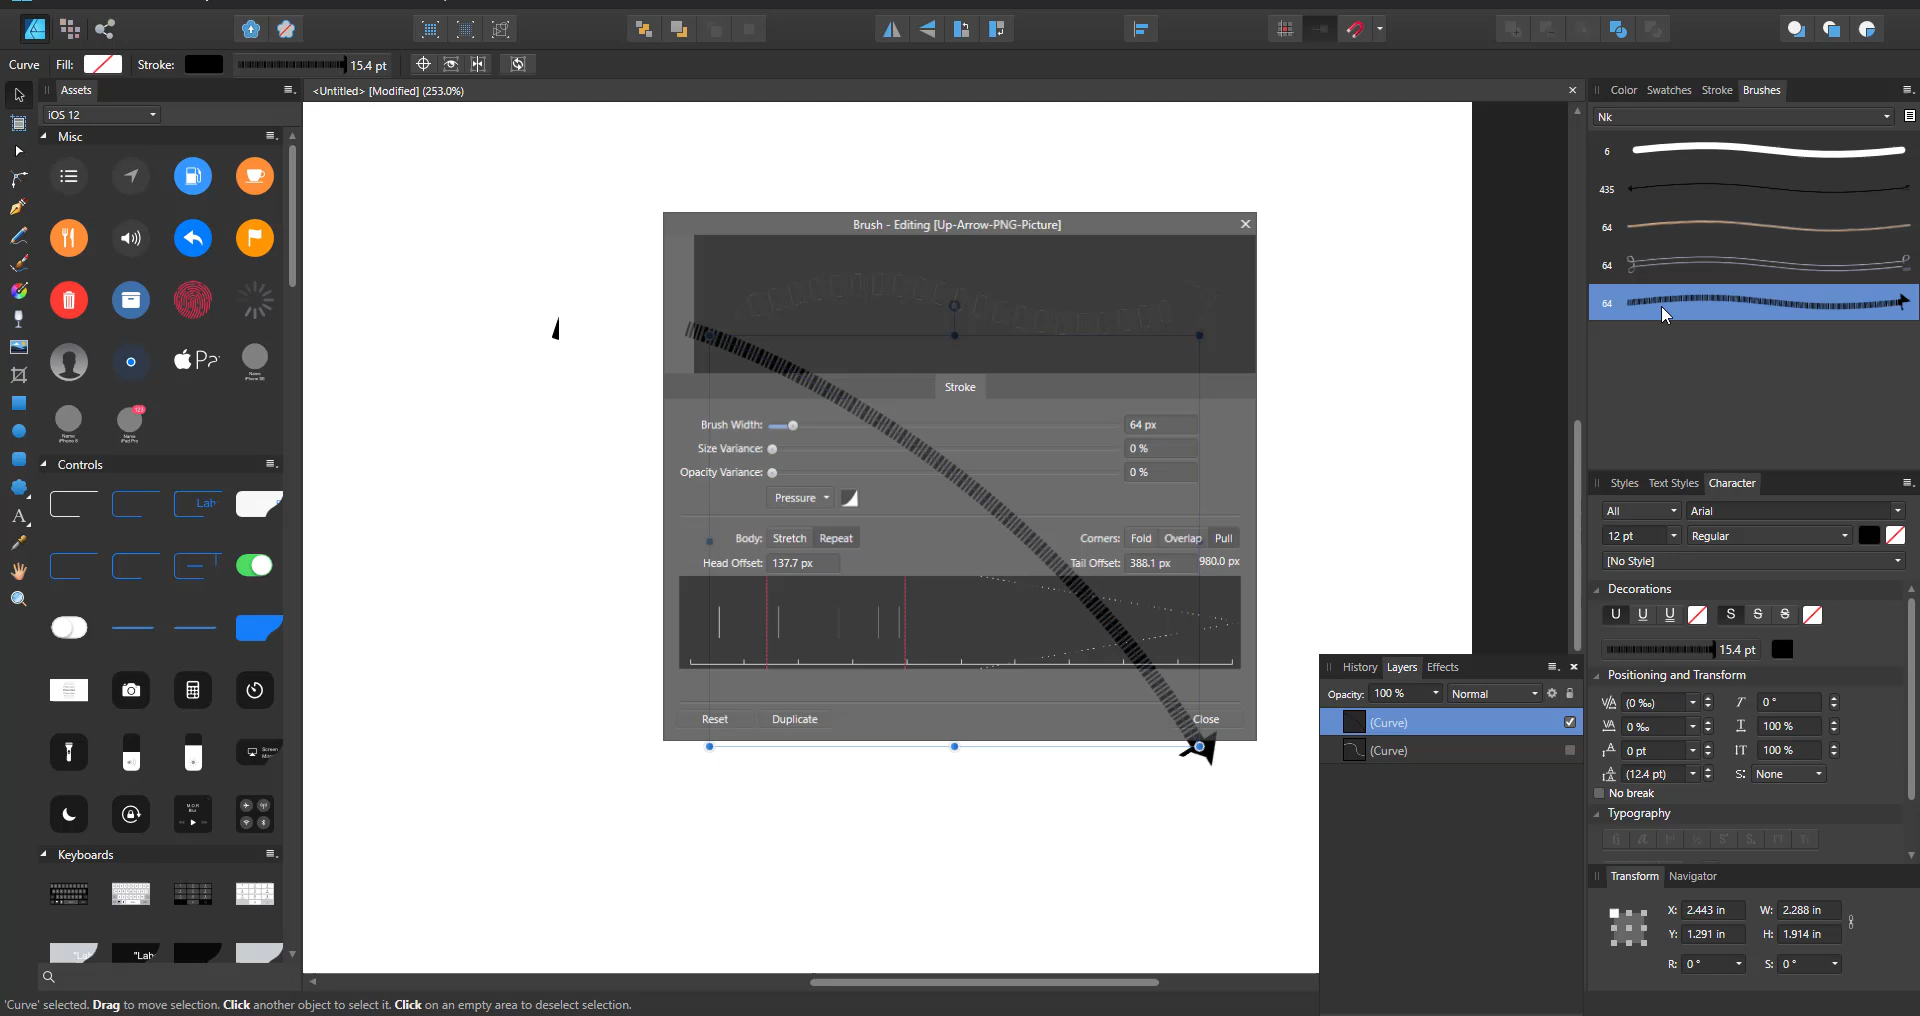 Curve Fill: Stroke: 15.4 pt
Assets
<Untitled> [Modified] (253.0%)
Color Swatches Stroke Brushes
iOS 12
Nk
Misc
6
435
64
64
64
Brush - Editing [Up-Arrow-PNG-Picture]
Stroke
Brush Width: 64 px
Size Variance: 0 %
Opacity Variance: 0 %
Pressure
Body: Stretch Repeat Corners: Fold Overlap Pull
Head Offset: 137.7 px Tail Offset: 388.1 px 980.0 px
Reset Duplicate Close
Controls
Lab
Keyboards
"Lab "Lab
Styles Text Styles Character
All Arial
12 pt Regular
[No Style]
Decorations
U U U S S S
15.4 pt
Positioning and Transform
(0 ‰) 0 °
0 ‰ 100 %
0 pt 100 %
(12.4 pt) S: None
No break
Typography
History Layers Effects
Opacity: 100 % Normal
(Curve)
(Curve)
Transform Navigator
X: 2.443 in W: 2.288 in
Y: 1.291 in H: 1.914 in
R: 0 ° S: 0 °
'Curve' selected. Drag to move selection. Click another object to select it. Click on an empty area to deselect selection.